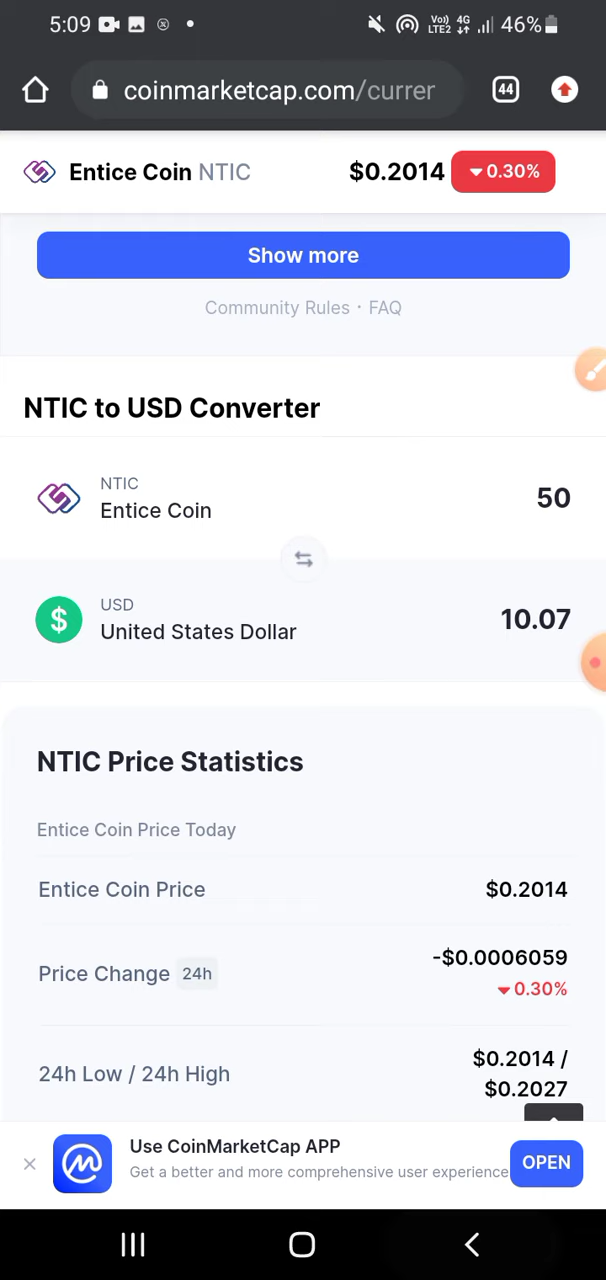 5:09 Vo)) 4G LTE2 46%
coinmarketcap.com/currer 44
Entice Coin NTIC $0.2014 0.30%
Show more
Community Rules · FAQ
NTIC to USD Converter
NTIC
Entice Coin 50
USD
$ United States Dollar 10.07
NTIC Price Statistics
Entice Coin Price Today
Entice Coin Price $0.2014
Price Change 24h -$0.0006059
0.30%
24h Low / 24h High $0.2014 /
$0.2027
Use CoinMarketCap APP
Get a better and more comprehensive user experience
OPEN